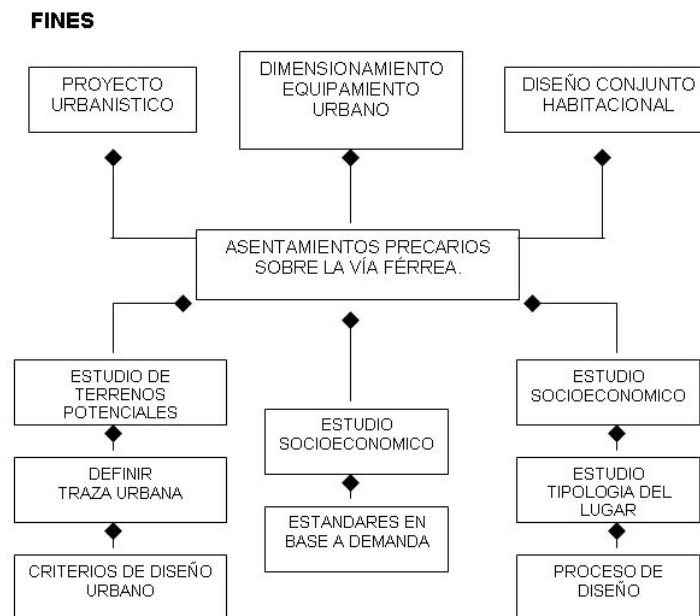 FINES
PROYECTO
URBANISTICO
DIMENSIONAMIENTO
EQUIPAMIENTO
URBANO
DISEÑO CONJUNTO
HABITACIONAL
ASENTAMIENTOS PRECARIOS
SOBRE LA VÍA FÉRREA.
ESTUDIO DE
TERRENOS
POTENCIALES
ESTUDIO
SOCIOECONOMICO
ESTUDIO
SOCIOECONOMICO
DEFINIR
TRAZA URBANA
ESTANDARES EN
BASE A DEMANDA
ESTUDIO
TIPOLOGIA DEL
LUGAR
CRITERIOS DE DISEÑO
URBANO
PROCESO DE
DISEÑO